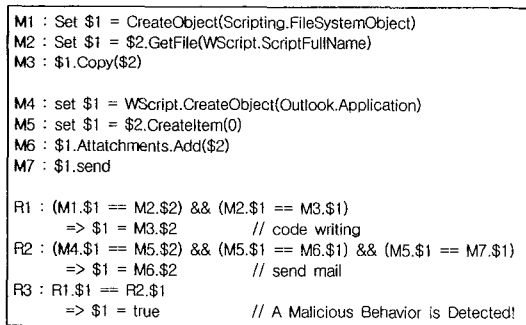 M1 : Set $1 = CreateObject(Scripting.FileSystemObject)
M2 : Set $1 = $2.GetFile(WScript.ScriptFullName)
M3 : $1.Copy($2)
M4 : set $1 = WScript.CreateObject(Outlook.Application)
M5 : set $1 = $2.CreateItem(0)
M6 : $1.Attatchments.Add($2)
M7 : $1.send
R1 : (M1.$1 == M2.$2) && (M2.$1 == M3.$1)
=> $1 = M3.$2 // code writing
R2 : (M4.$1 == M5.$2) && (M5.$1 == M6.$1) && (M5.$1 == M7.$1)
=> $1 = M6.$2 // send mail
R3 : R1.$1 == R2.$1
=> $1 = true // A Malicious Behavior is Detected!